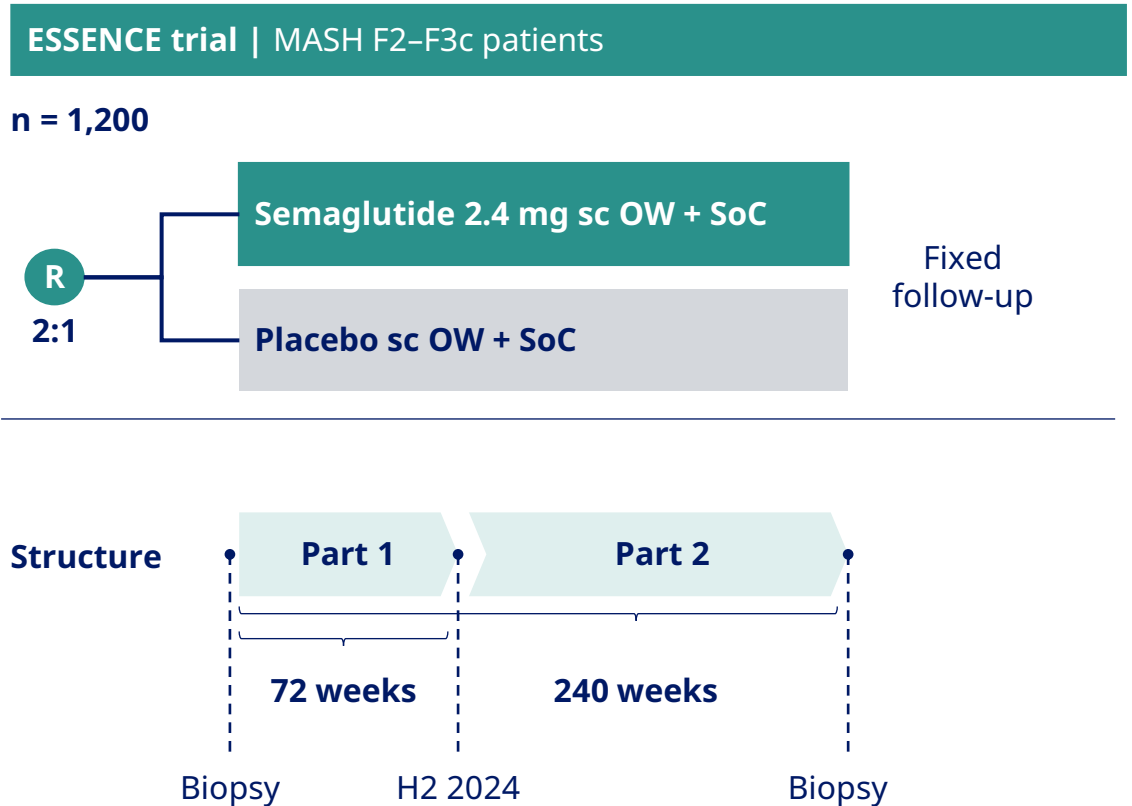 ESSENCE trial | MASH F2–F3c patients
n = 1,200
Semaglutide 2.4 mg sc OW + SoC
R
2:1
Placebo sc OW + SoC
Fixed
follow-up
Structure
Part 1
Part 2
72 weeks
240 weeks
Biopsy
H2 2024
Biopsy